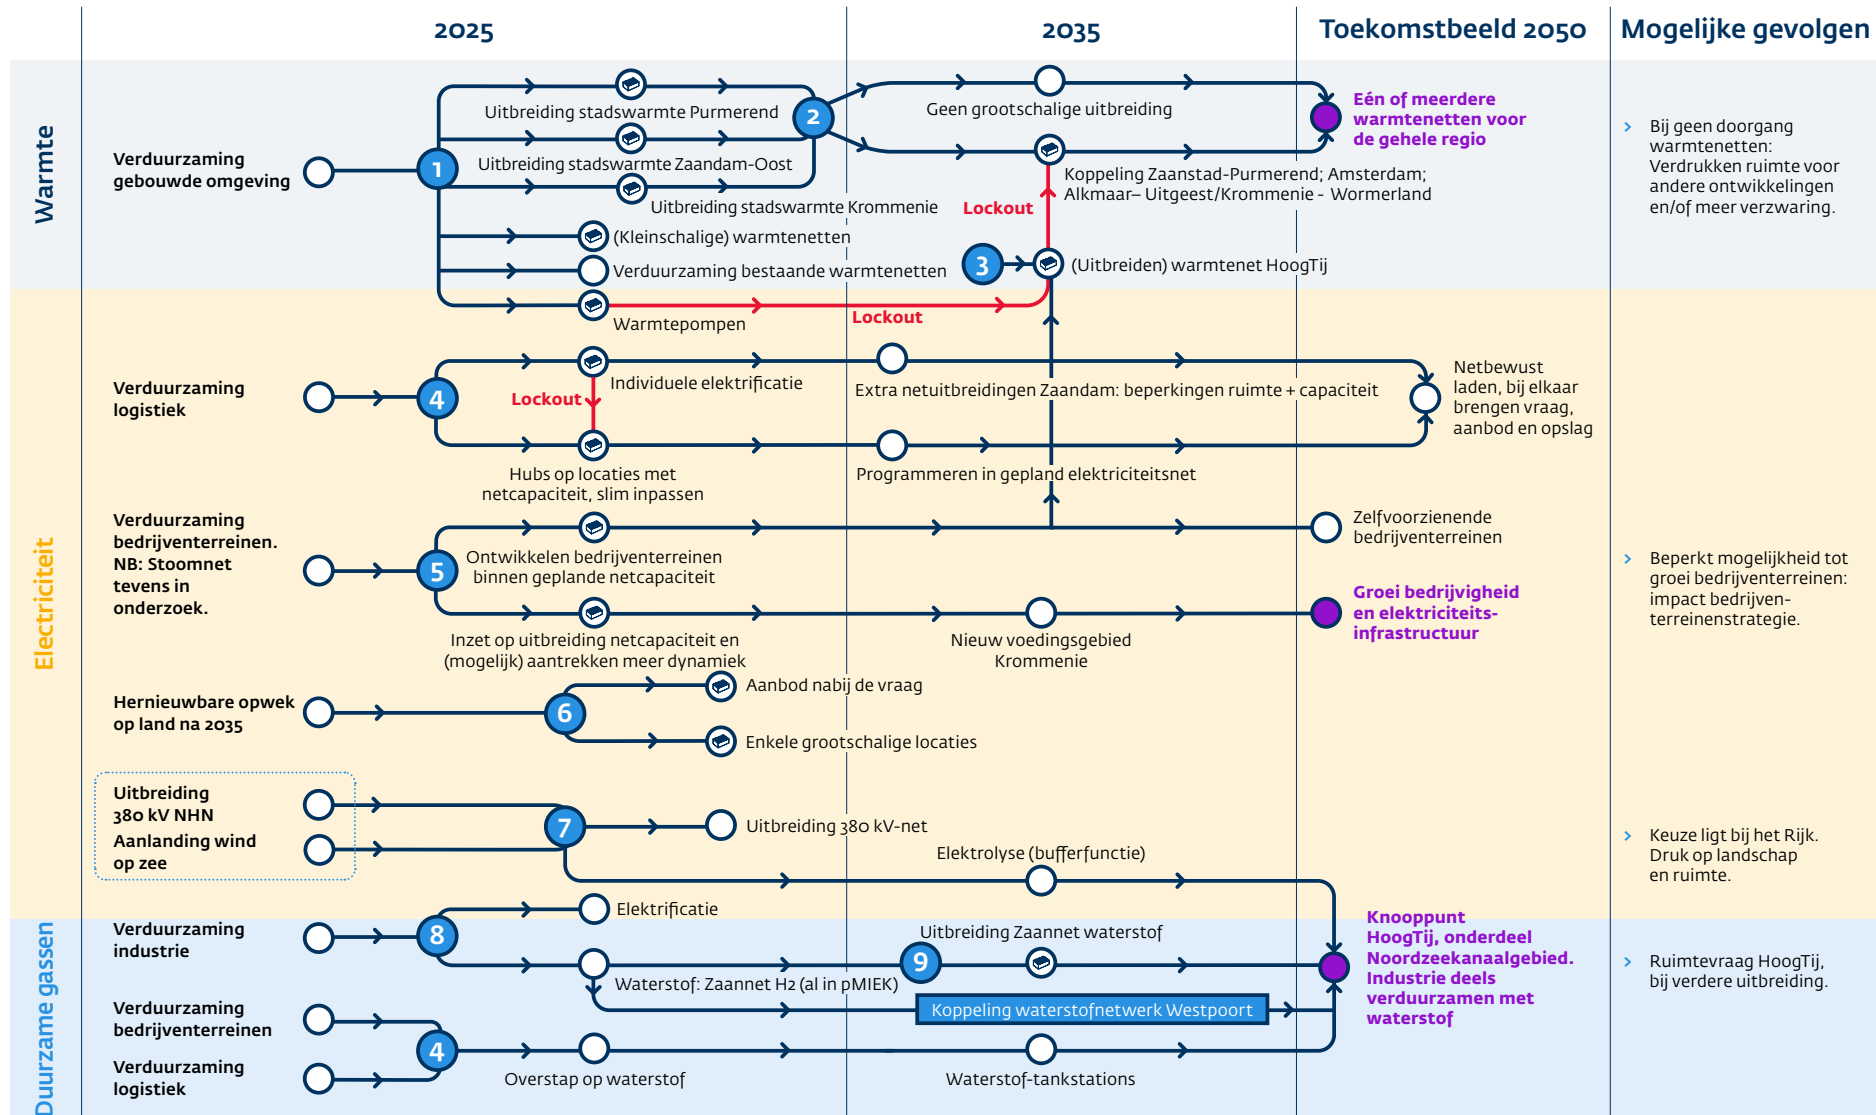 2025
2035
Toekomstbeeld 2050
Mogelijke gevolgen
Warmte
Verduurzaming
gebouwde omgeving
1
Uitbreiding stadswarmte Purmerend
Uitbreiding stadswarmte Zaandam-Oost
Uitbreiding stadswarmte Krommenie
(Kleinschalige) warmtenetten
Verduurzaming bestaande warmtenetten
Warmtepompen
2
Geen grootschalige uitbreiding
Koppeling Zaanstad-Purmerend; Amsterdam;
Alkmaar– Uitgeest/Krommenie - Wormerland
Lockout
3
(Uitbreiden) warmtenet HoogTij
Lockout
Eén of meerdere
warmtenetten voor
de gehele regio
> Bij geen doorgang
warmtenetten:
Verdrukken ruimte voor
andere ontwikkelingen
en/of meer verzwaring.
Electriciteit
Verduurzaming
logistiek
4
Individuele elektrificatie
Lockout
Hubs op locaties met
netcapaciteit, slim inpassen
Extra netuitbreidingen Zaandam: beperkingen ruimte + capaciteit
Programmeren in gepland elektriciteitsnet
Netbewust
laden, bij elkaar
brengen vraag,
aanbod en opslag
Verduurzaming
bedrijventerreinen.
NB: Stoomnet
tevens in
onderzoek.
5
Ontwikkelen bedrijventerreinen
binnen geplande netcapaciteit
Inzet op uitbreiding netcapaciteit en
(mogelijk) aantrekken meer dynamiek
Nieuw voedingsgebied
Krommenie
Zelfvoorzienende
bedrijventerreinen
Groei bedrijvigheid
en elektriciteits-
infrastructuur
> Beperkt mogelijkheid tot
groei bedrijventerreinen:
impact bedrijven-
terreinenstrategie.
Hernieuwbare opwek
op land na 2035
6
Aanbod nabij de vraag
Enkele grootschalige locaties
Uitbreiding
380 kV NHN
Aanlanding wind
op zee
7
Uitbreiding 380 kV-net
Elektrolyse (bufferfunctie)
> Keuze ligt bij het Rijk.
Druk op landschap
en ruimte.
Duurzame gassen
Verduurzaming
industrie
8
Elektrificatie
Waterstof: Zaannet H2 (al in pMIEK)
9
Uitbreiding Zaannet waterstof
Koppeling waterstofnetwerk Westpoort
Knooppunt
HoogTij, onderdeel
Noordzeekanaalgebied.
Industrie deels
verduurzamen met
waterstof
> Ruimtevraag HoogTij,
bij verdere uitbreiding.
Verduurzaming
bedrijventerreinen
Verduurzaming
logistiek
4
Overstap op waterstof
Waterstof-tankstations